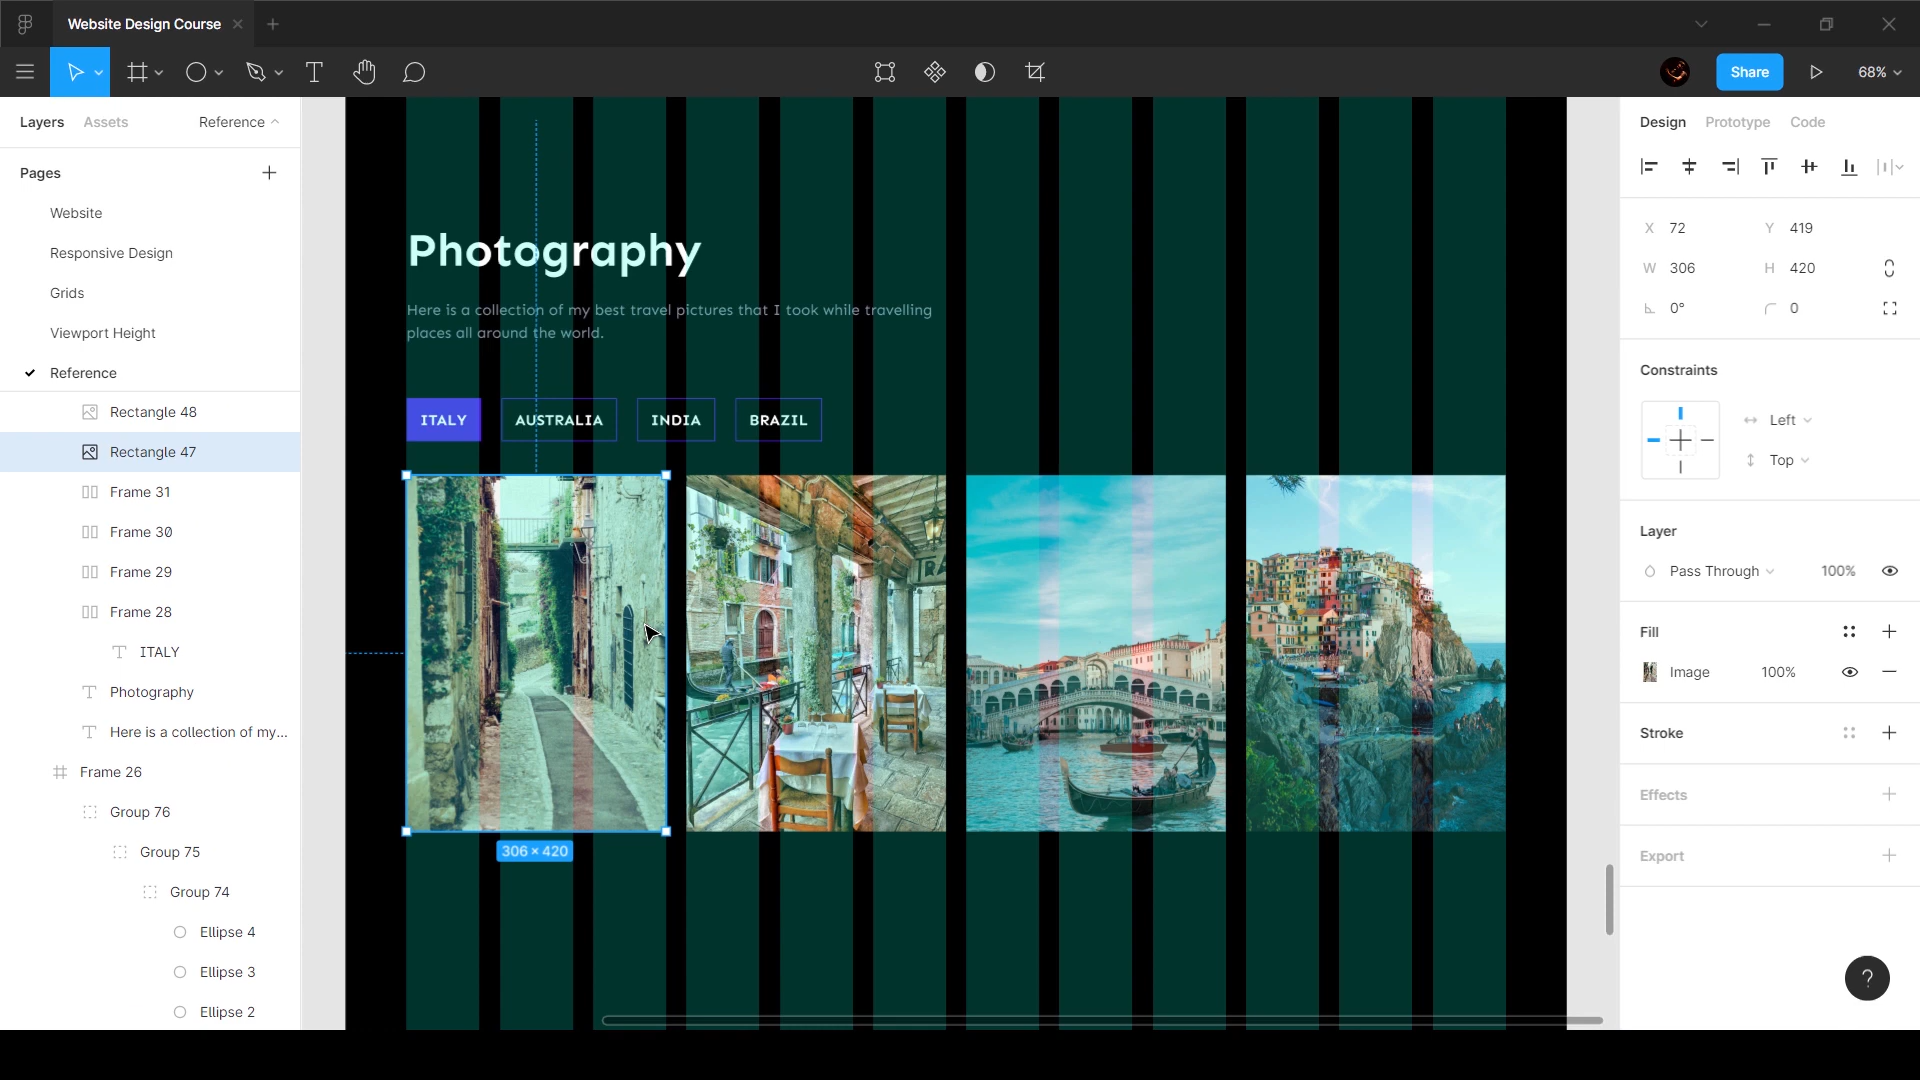 Website Design Course
Share
68%
Layers
Assets
Reference
Pages
Website
Responsive Design
Grids
Viewport Height
Reference
Rectangle 48
Rectangle 47
Frame 31
Frame 30
Frame 29
Frame 28
ITALY
Photography
Here is a collection of my...
Frame 26
Group 76
Group 75
Group 74
Ellipse 4
Ellipse 3
Ellipse 2
Photography
Here is a collection of my best travel pictures that I took while travelling
places all around the world.
ITALY
AUSTRALIA
INDIA
BRAZIL
306 × 420
Design
Prototype
Code
X 72
Y 419
W 306
H 420
0°
0
Constraints
Left
Top
Layer
Pass Through
100%
Fill
Image
100%
Stroke
Effects
Export
?